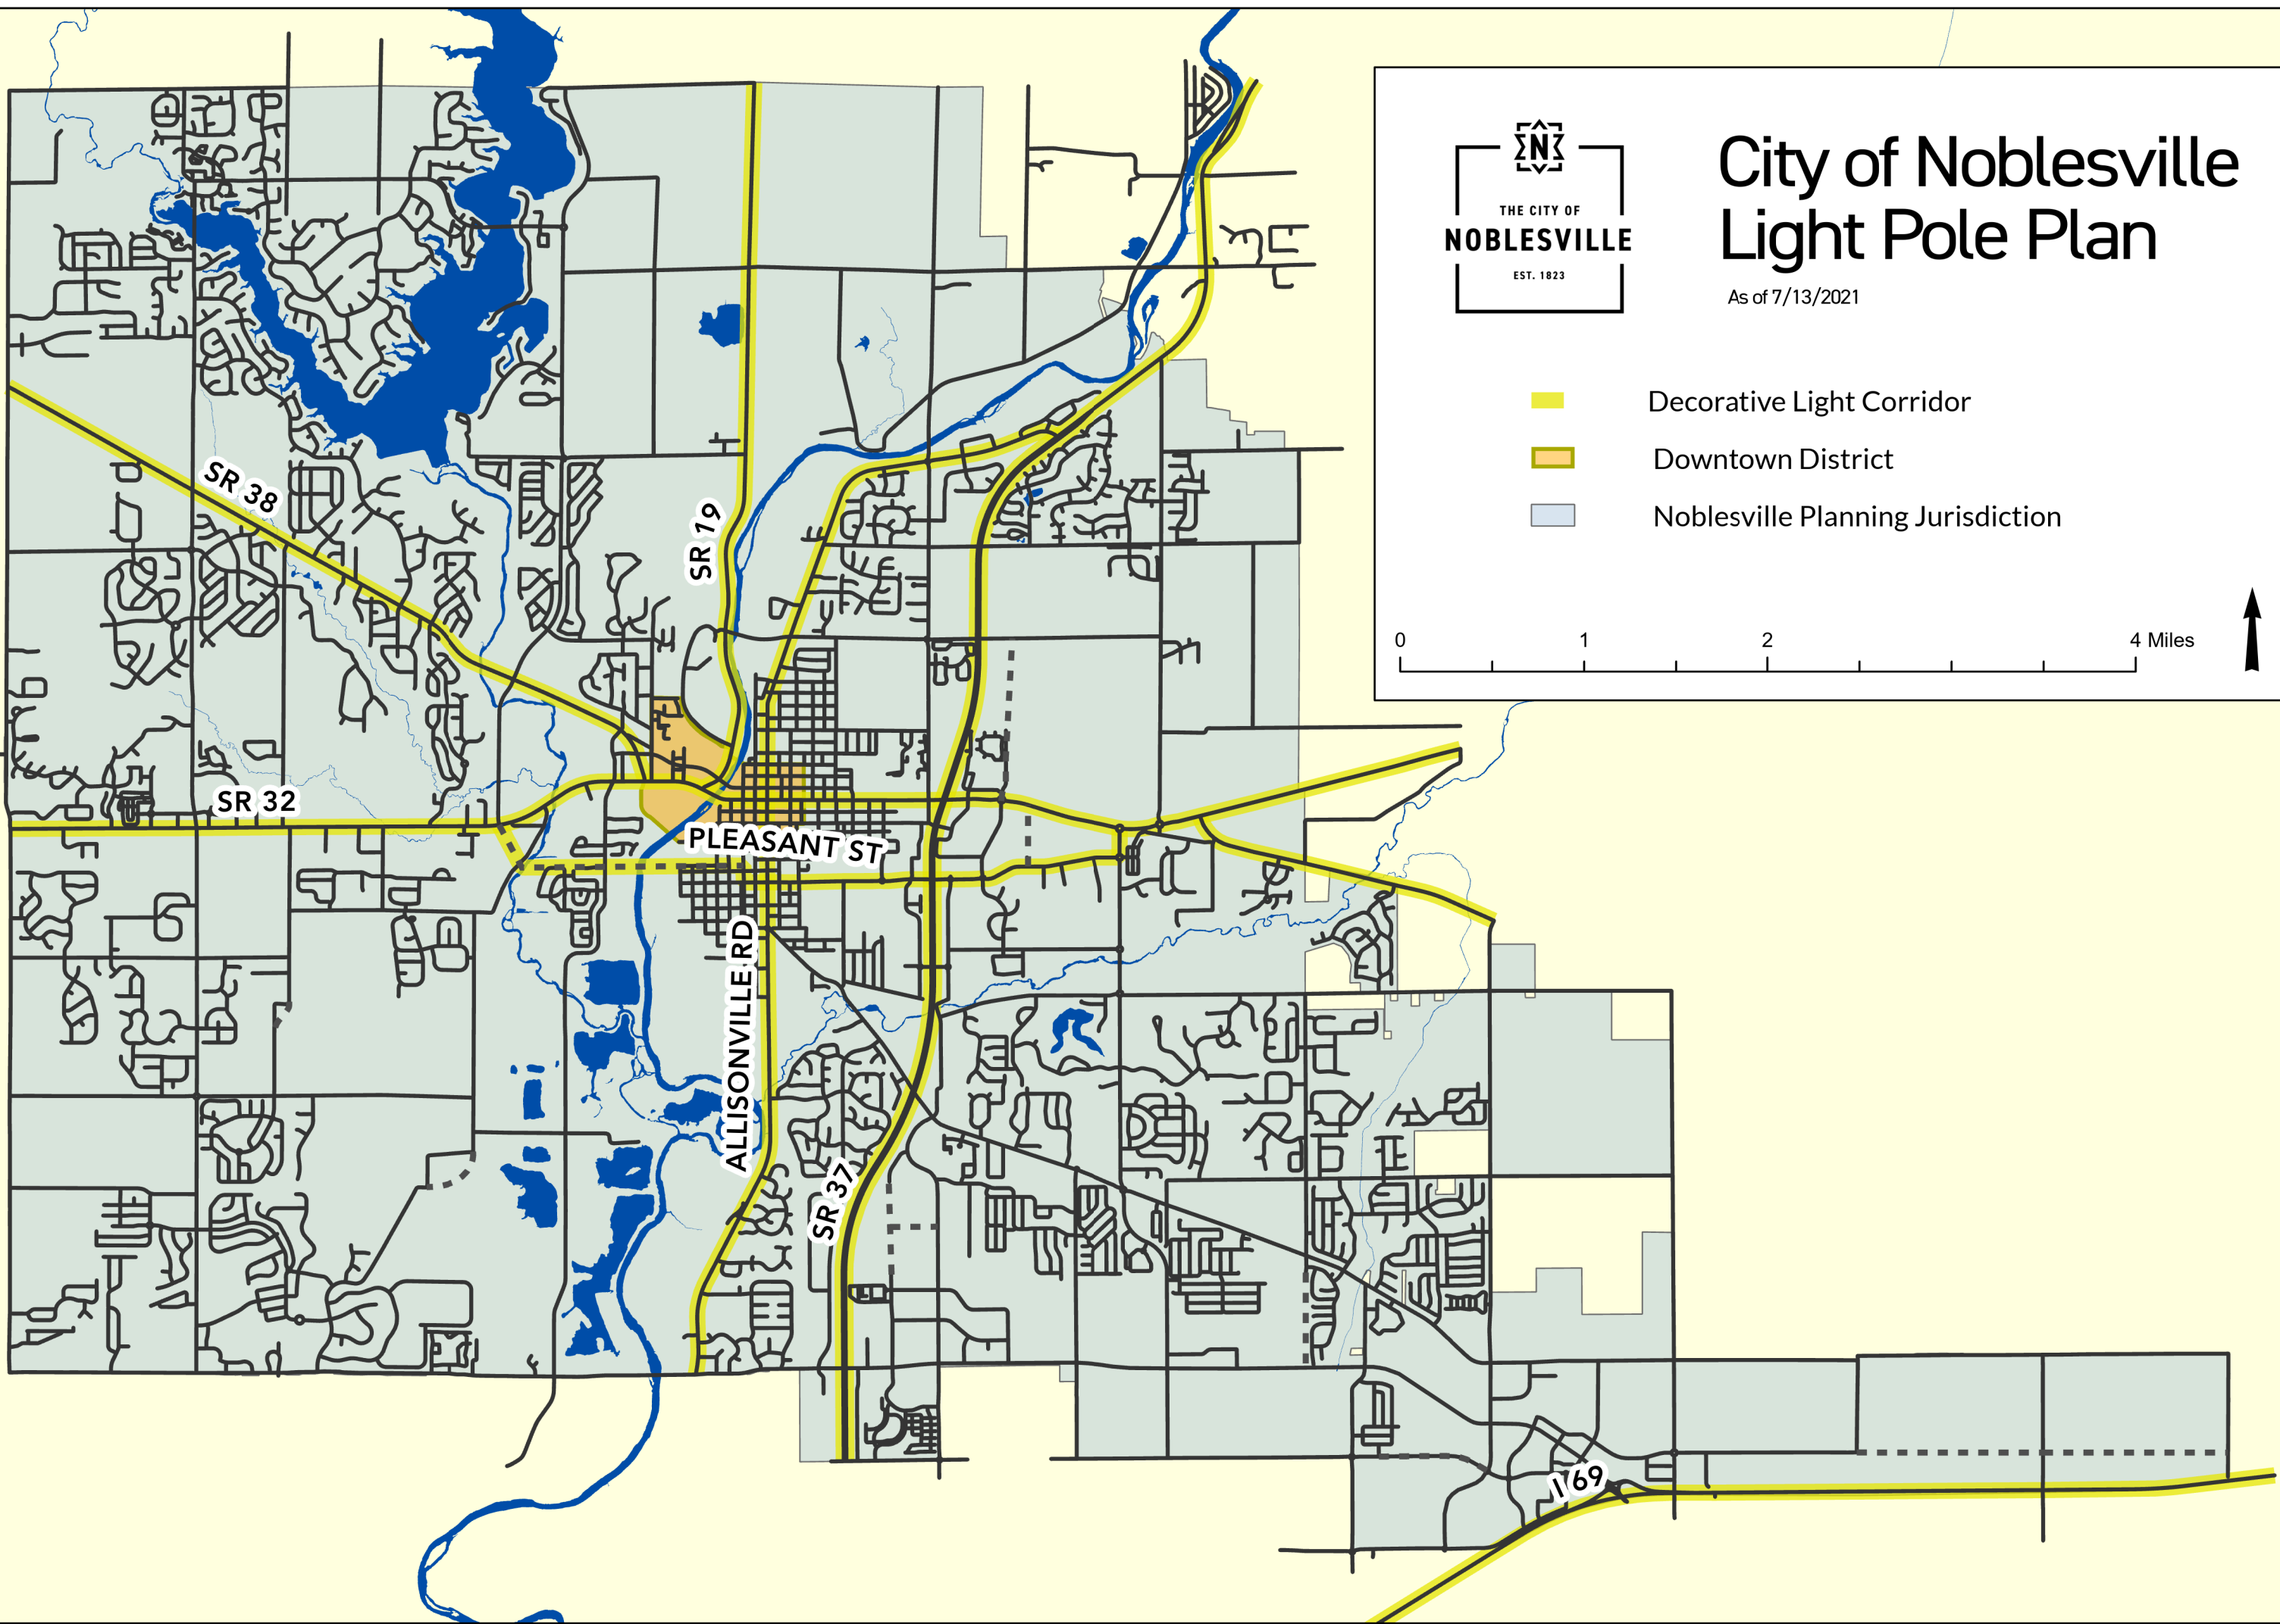 N
THE CITY OF
NOBLESVILLE
EST. 1823
City of Noblesville
Light Pole Plan
As of 7/13/2021
Decorative Light Corridor
Downtown District
Noblesville Planning Jurisdiction
0 1 2 4 Miles
SR 38
SR 19
SR 32
PLEASANT ST
ALLISONVILLE RD
SR 37
I 69